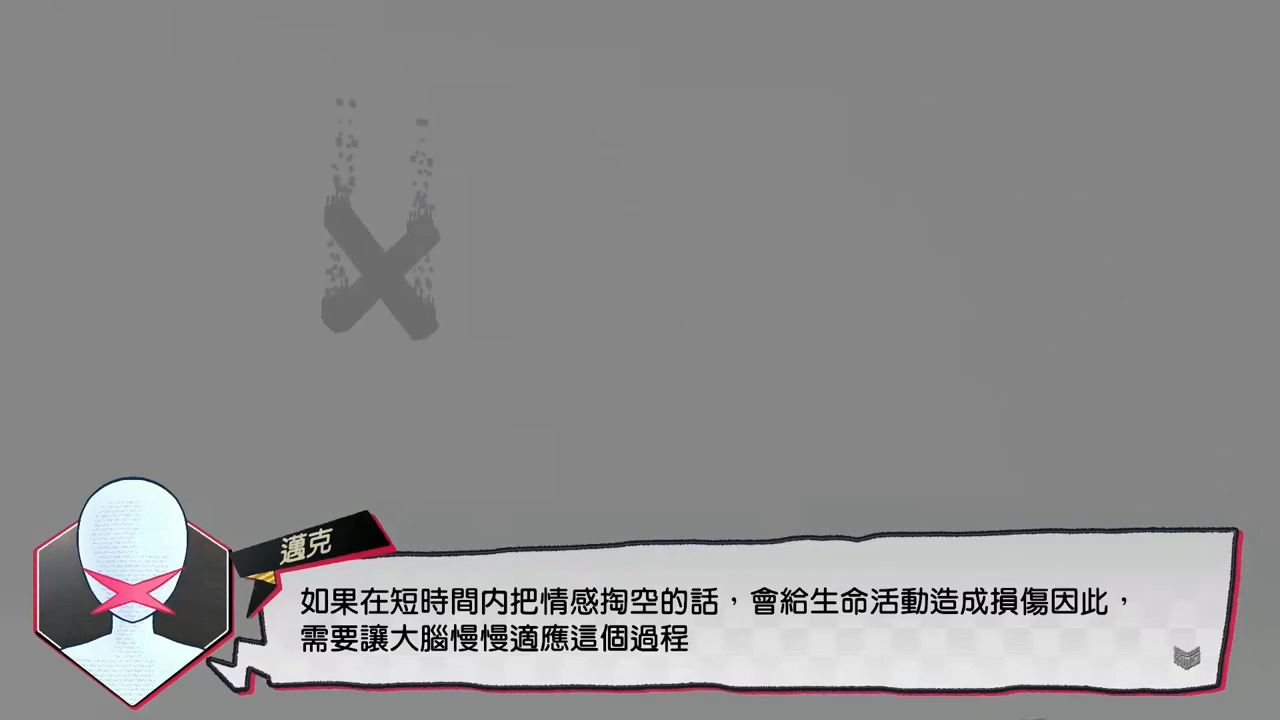 邁克
如果在短時間内把情感掏空的話，會給生命活動造成損傷因此，
需要讓大腦慢慢適應這個過程